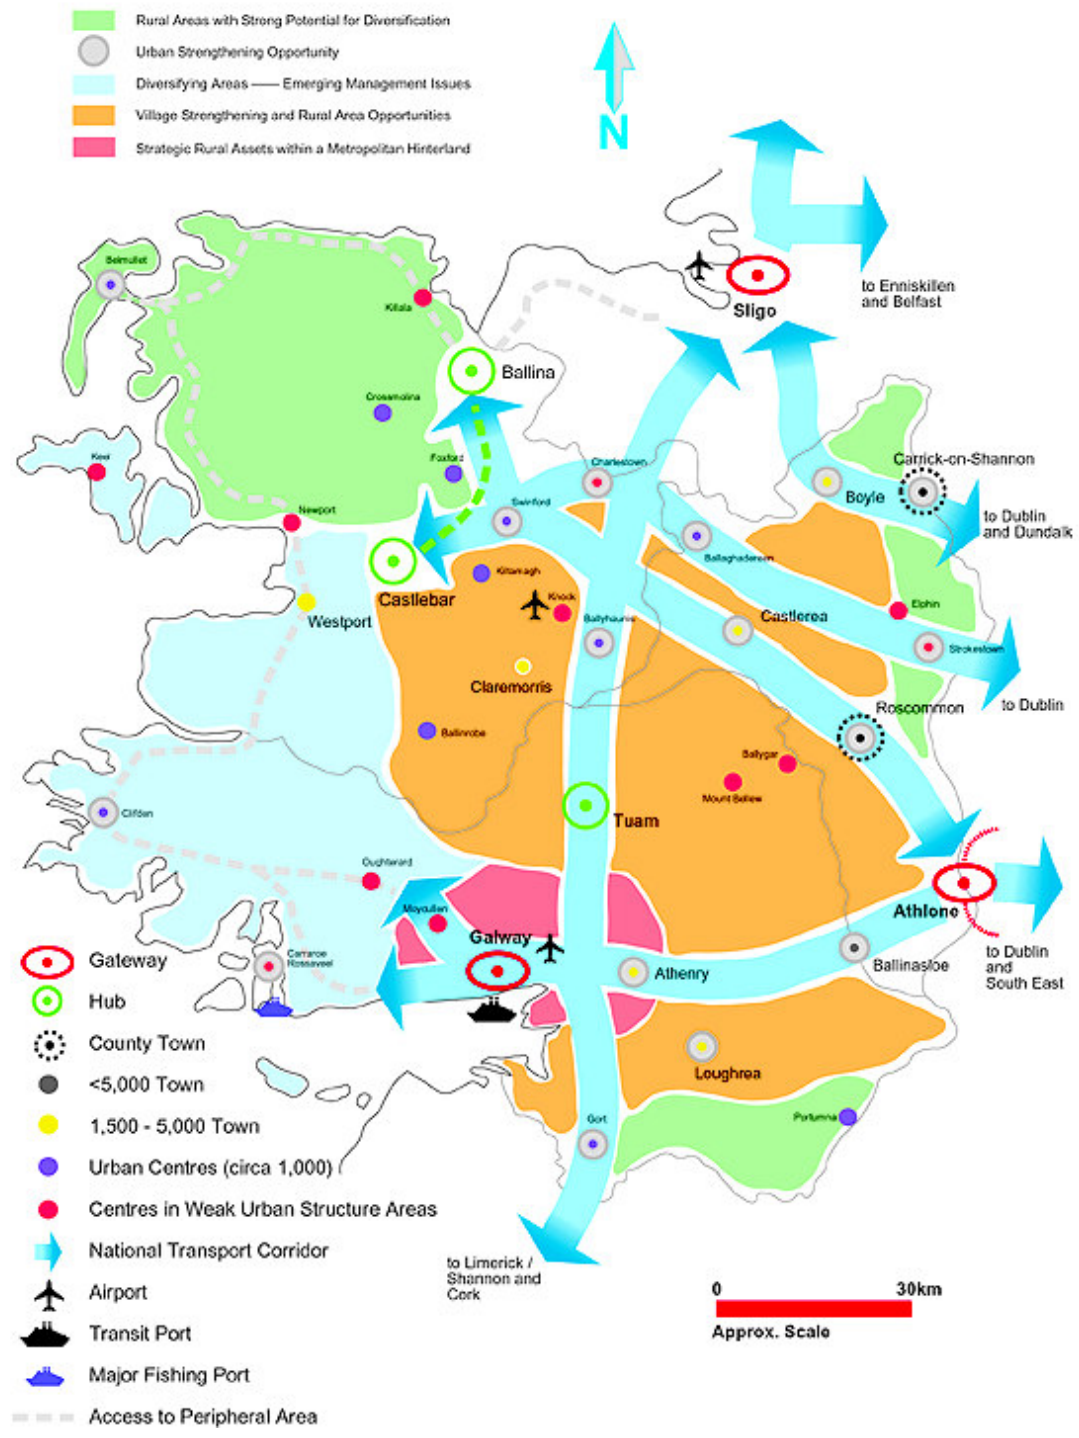 Rural Areas with Strong Potential for Diversification
Urban Strengthening Opportunity
Diversifying Areas —— Emerging Management Issues
Village Strengthening and Rural Area Opportunities
Strategic Rural Assets within a Metropolitan Hinterland
N
to Enniskillen
and Belfast
Sligo
Belmullet
Killala
Ballina
Crossmolina
Foxford
Charlestown
Carrick-on-Shannon
Boyle
to Dublin
and Dundalk
Keel
Newport
Swinford
Ballaghaderreen
Castlebar
Kiltamagh
Knock
Westport
Ballyhaunis
Castlerea
Elphin
Strokestown
to Dublin
Claremorris
Roscommon
Ballinrobe
Ballygar
Mount Bellew
Clifden
Tuam
Oughterard
Moycullen
Athlone
Galway
Carraroe
Rossaveel
Athenry
Ballinasloe
to Dublin
and
South East
Loughrea
Portumna
Gort
to Limerick /
Shannon and
Cork
Gateway
Hub
County Town
<5,000 Town
1,500 - 5,000 Town
Urban Centres (circa 1,000)
Centres in Weak Urban Structure Areas
National Transport Corridor
Airport
Transit Port
Major Fishing Port
Access to Peripheral Area
0 30km
Approx. Scale